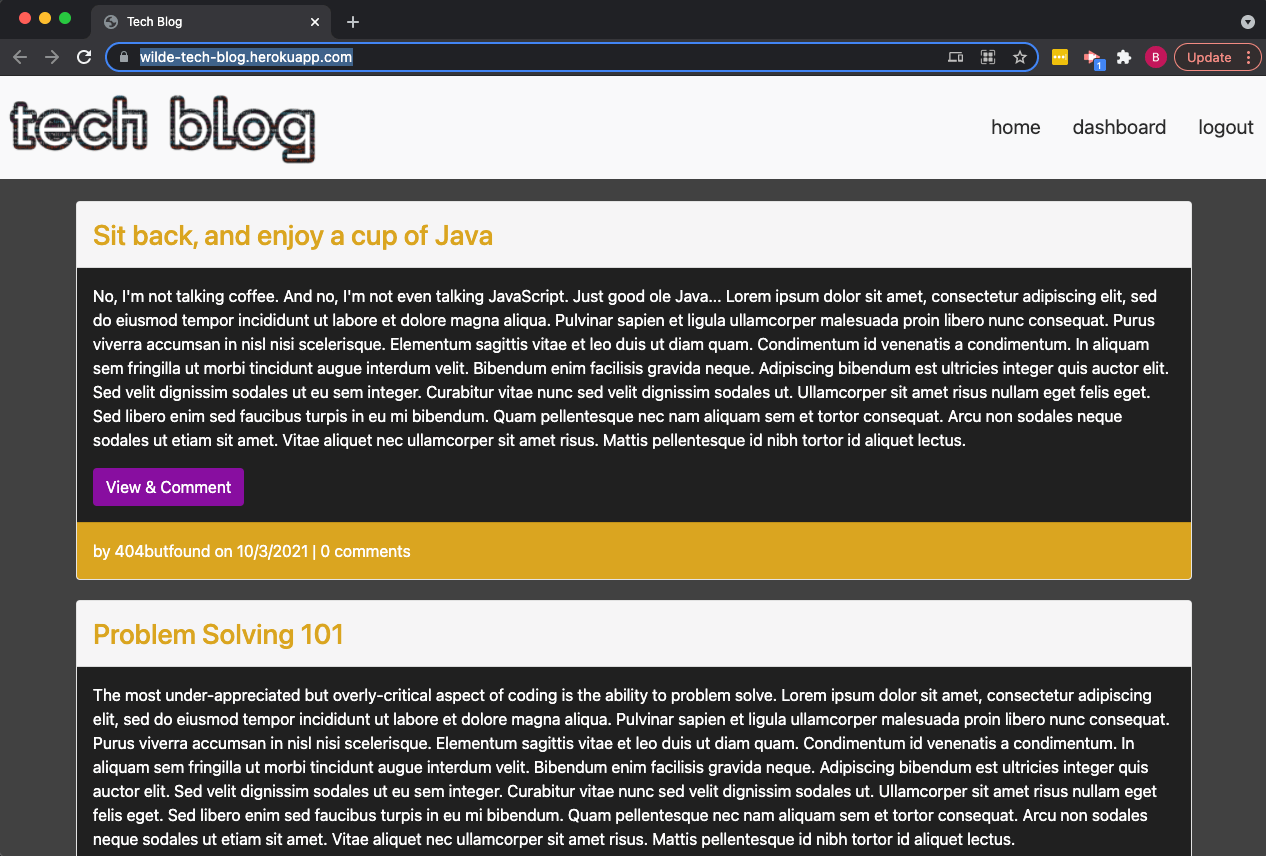 Tech Blog
wilde-tech-blog.herokuapp.com
1
B
Update
tech blog
home dashboard logout
Sit back, and enjoy a cup of Java
No, I'm not talking coffee. And no, I'm not even talking JavaScript. Just good ole Java... Lorem ipsum dolor sit amet, consectetur adipiscing elit, sed
do eiusmod tempor incididunt ut labore et dolore magna aliqua. Pulvinar sapien et ligula ullamcorper malesuada proin libero nunc consequat. Purus
viverra accumsan in nisl nisi scelerisque. Elementum sagittis vitae et leo duis ut diam quam. Condimentum id venenatis a condimentum. In aliquam
sem fringilla ut morbi tincidunt augue interdum velit. Bibendum enim facilisis gravida neque. Adipiscing bibendum est ultricies integer quis auctor elit.
Sed velit dignissim sodales ut eu sem integer. Curabitur vitae nunc sed velit dignissim sodales ut. Ullamcorper sit amet risus nullam eget felis eget.
Sed libero enim sed faucibus turpis in eu mi bibendum. Quam pellentesque nec nam aliquam sem et tortor consequat. Arcu non sodales neque
sodales ut etiam sit amet. Vitae aliquet nec ullamcorper sit amet risus. Mattis pellentesque id nibh tortor id aliquet lectus.
View & Comment
by 404butfound on 10/3/2021 | 0 comments
Problem Solving 101
The most under-appreciated but overly-critical aspect of coding is the ability to problem solve. Lorem ipsum dolor sit amet, consectetur adipiscing
elit, sed do eiusmod tempor incididunt ut labore et dolore magna aliqua. Pulvinar sapien et ligula ullamcorper malesuada proin libero nunc consequat.
Purus viverra accumsan in nisl nisi scelerisque. Elementum sagittis vitae et leo duis ut diam quam. Condimentum id venenatis a condimentum. In
aliquam sem fringilla ut morbi tincidunt augue interdum velit. Bibendum enim facilisis gravida neque. Adipiscing bibendum est ultricies integer quis
auctor elit. Sed velit dignissim sodales ut eu sem integer. Curabitur vitae nunc sed velit dignissim sodales ut. Ullamcorper sit amet risus nullam eget
felis eget. Sed libero enim sed faucibus turpis in eu mi bibendum. Quam pellentesque nec nam aliquam sem et tortor consequat. Arcu non sodales
neque sodales ut etiam sit amet. Vitae aliquet nec ullamcorper sit amet risus. Mattis pellentesque id nibh tortor id aliquet lectus.